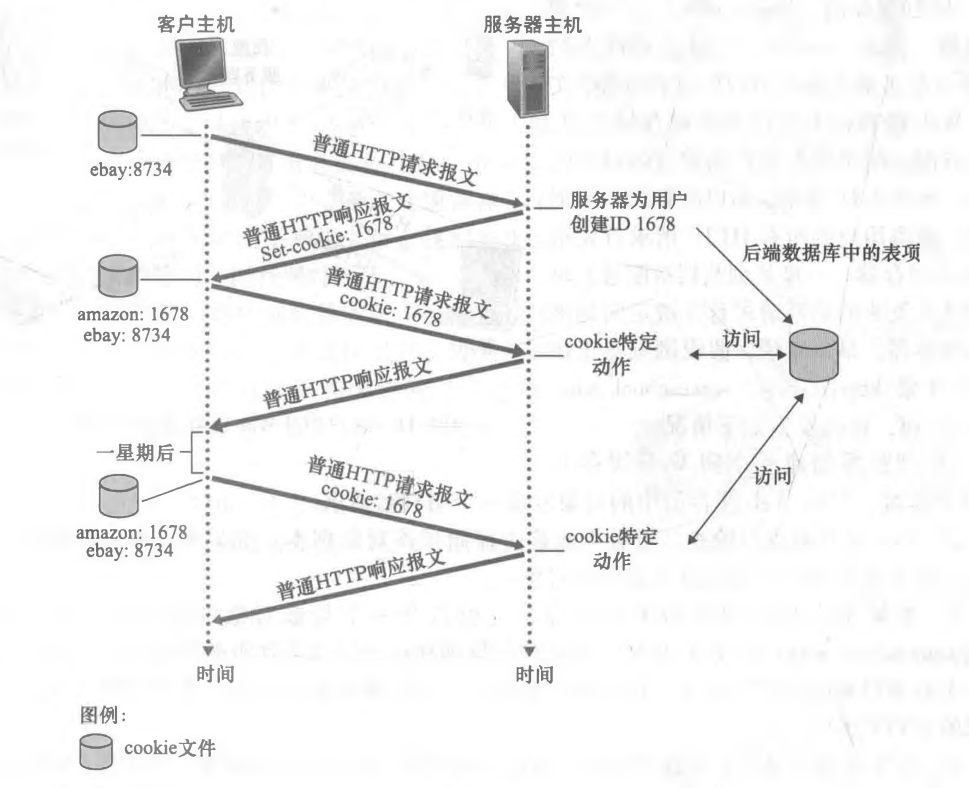 客户主机
服务器主机
ebay:8734
普通HTTP请求报文
服务器为用户
创建ID 1678
普通HTTP响应报文
Set-cookie: 1678
后端数据库中的表项
amazon: 1678
ebay: 8734
普通HTTP请求报文
cookie: 1678
cookie特定
动作
访问
普通HTTP响应报文
一星期后
访问
amazon: 1678
ebay: 8734
普通HTTP请求报文
cookie: 1678
cookie特定
动作
普通HTTP响应报文
时间
时间
图例:
cookie文件